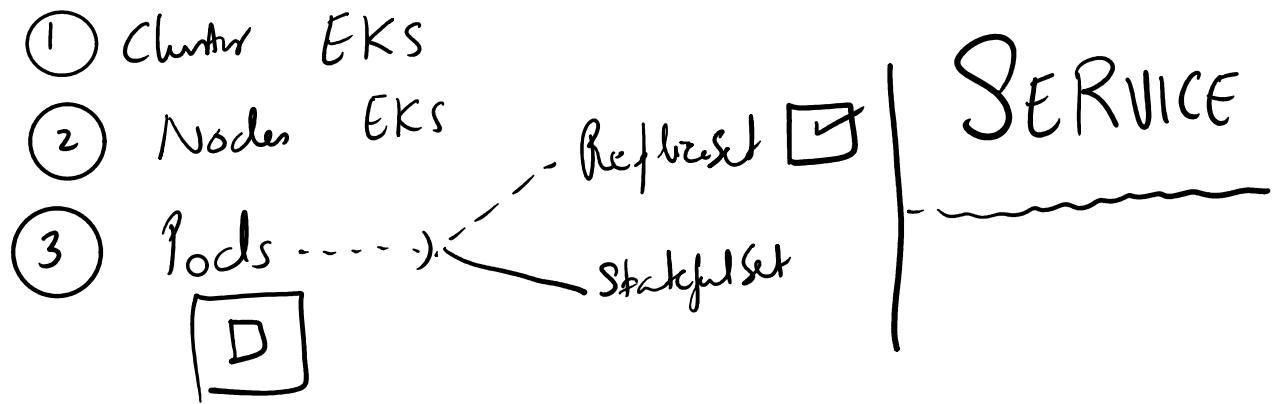 1 Cluster EKS
2 Nodes EKS
3 Pods
ReplicaSet
StatefulSet
D
SERVICE